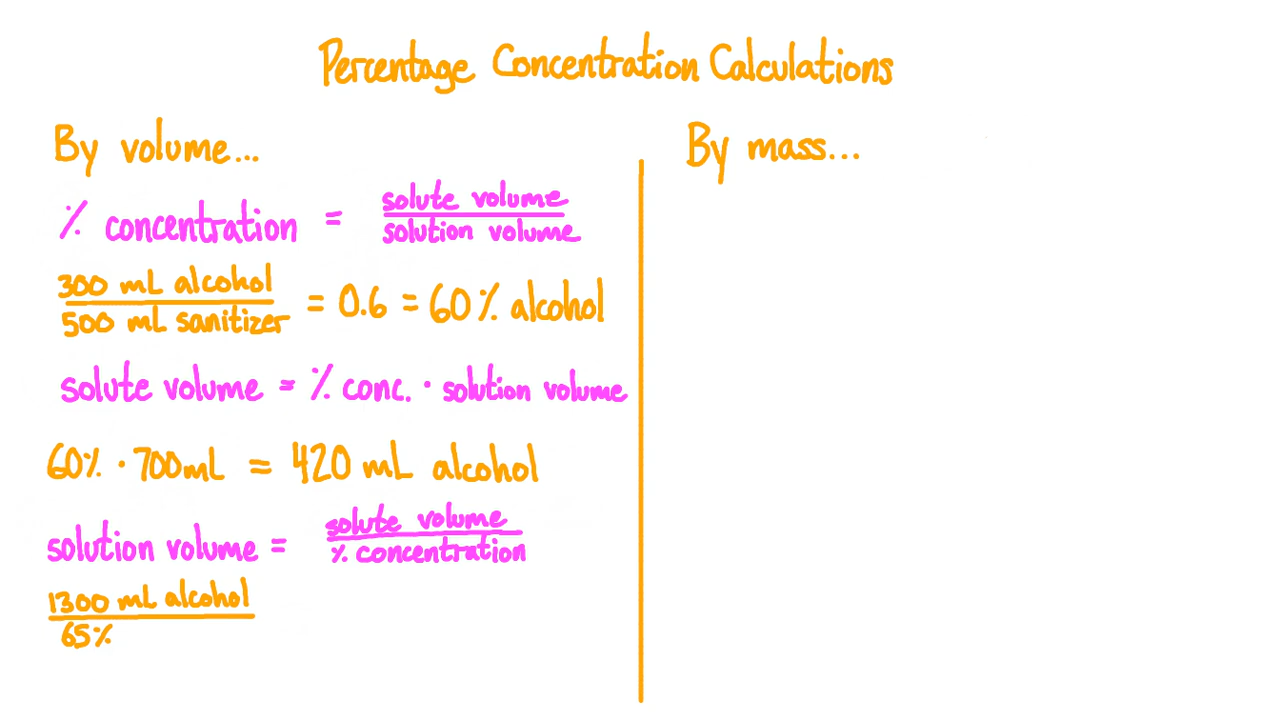 Percentage Concentration Calculations
By volume...
% concentration = solute volume
solution volume
300 mL alcohol
500 mL sanitizer = 0.6 = 60% alcohol
solute volume = % conc. · solution volume
60% · 700mL = 420 mL alcohol
solution volume = solute volume
% concentration
1300 mL alcohol
65%
By mass...